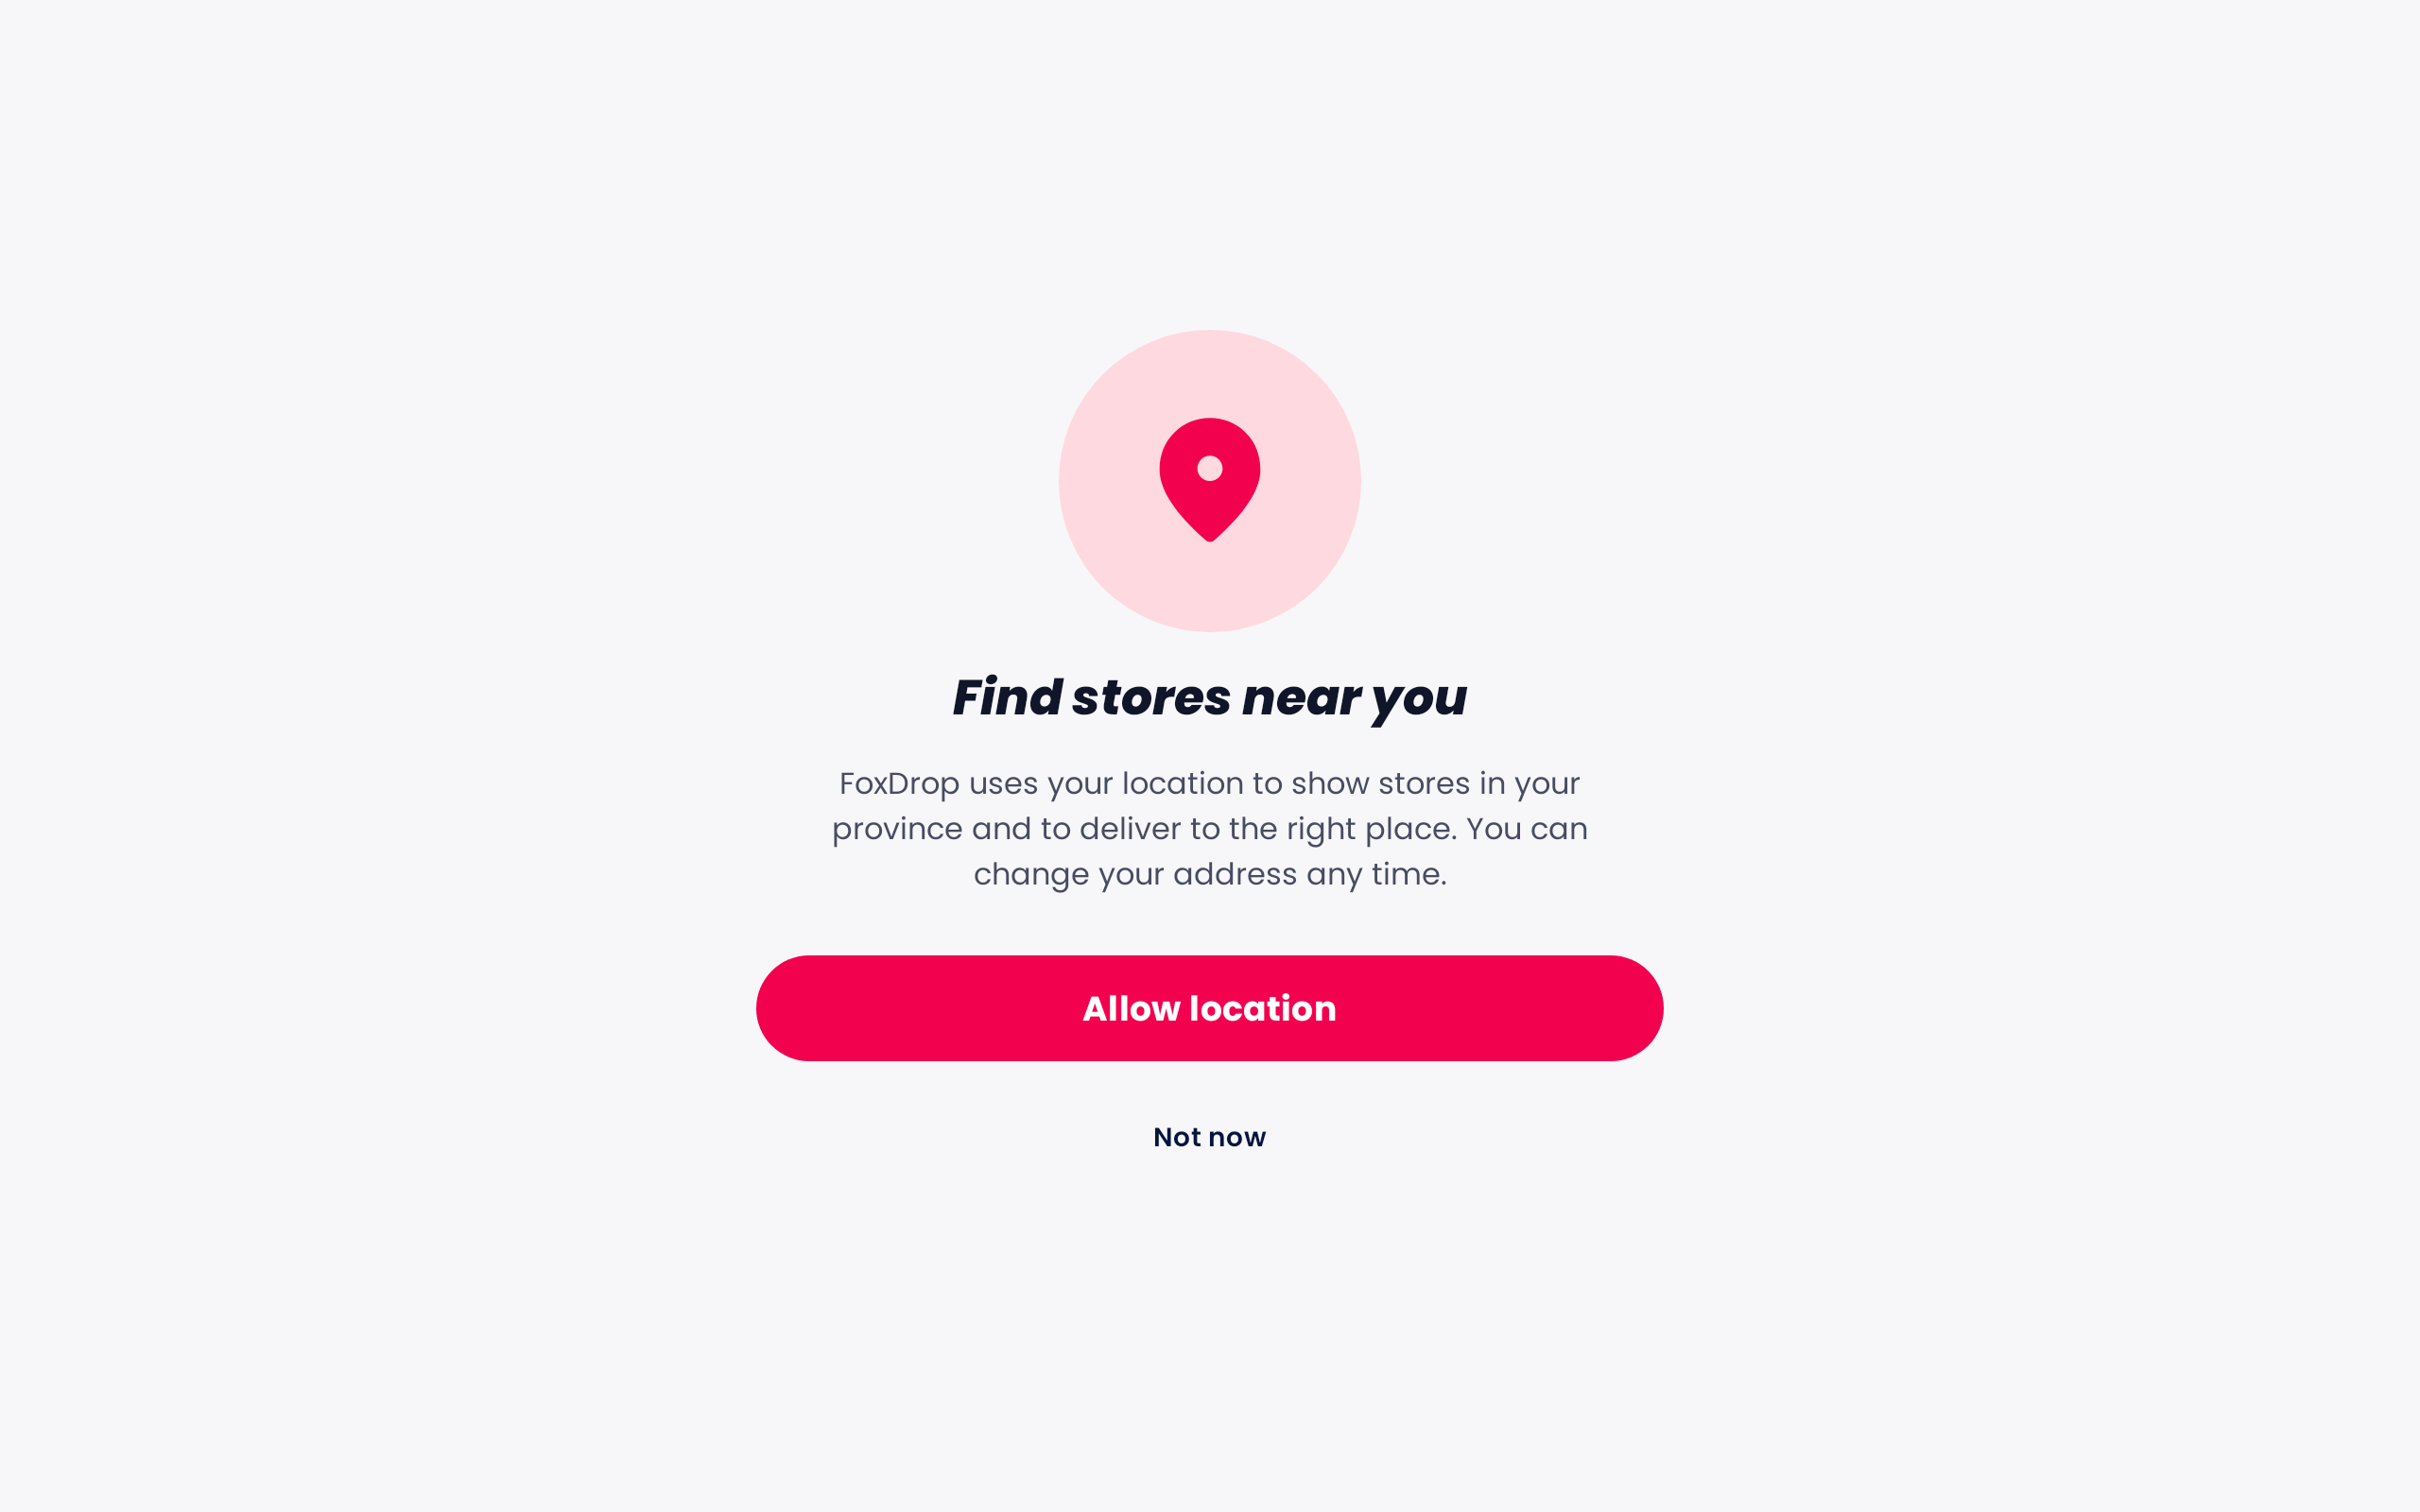 Find stores near you
FoxDrop uses your location to show stores in your
province and to deliver to the right place. You can
change your address any time.
Allow location
Not now